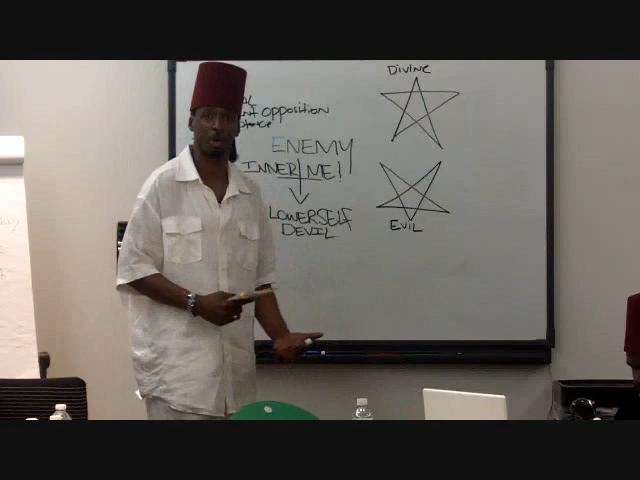 DIVINE
OPPOSITION
ENEMY
INNER/ME!
LOWERSELF
DEVIL
EVIL